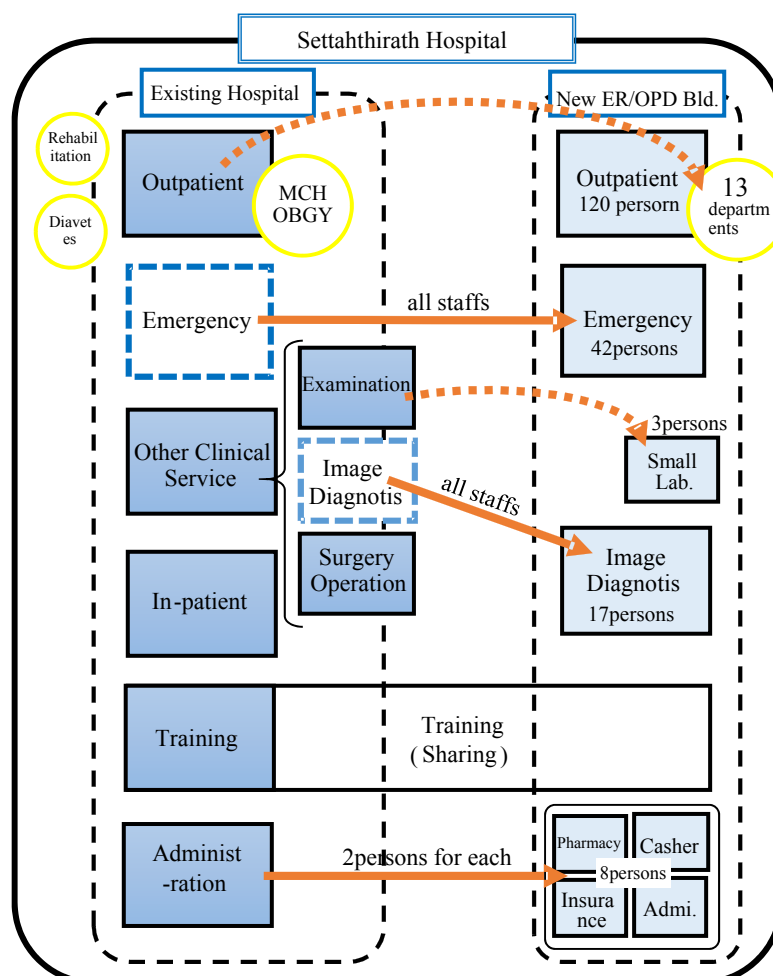 Settahthirath Hospital
Existing Hospital
New ER/OPD Bld.
Rehabil
itation
Diavet
es
Outpatient
MCH
OBGY
Outpatient
120 persorn
13
departm
ents
Emergency
all staffs
Emergency
42persons
Examination
3persons
Other Clinical
Service
Image
Diagnotis
all staffs
Small
Lab.
Surgery
Operation
Image
Diagnotis
17persons
In-patient
Training
Training
( Sharing)
Administ
-ration
2persons for each
Pharmacy
Casher
8persons
Insura
nce
Admi.